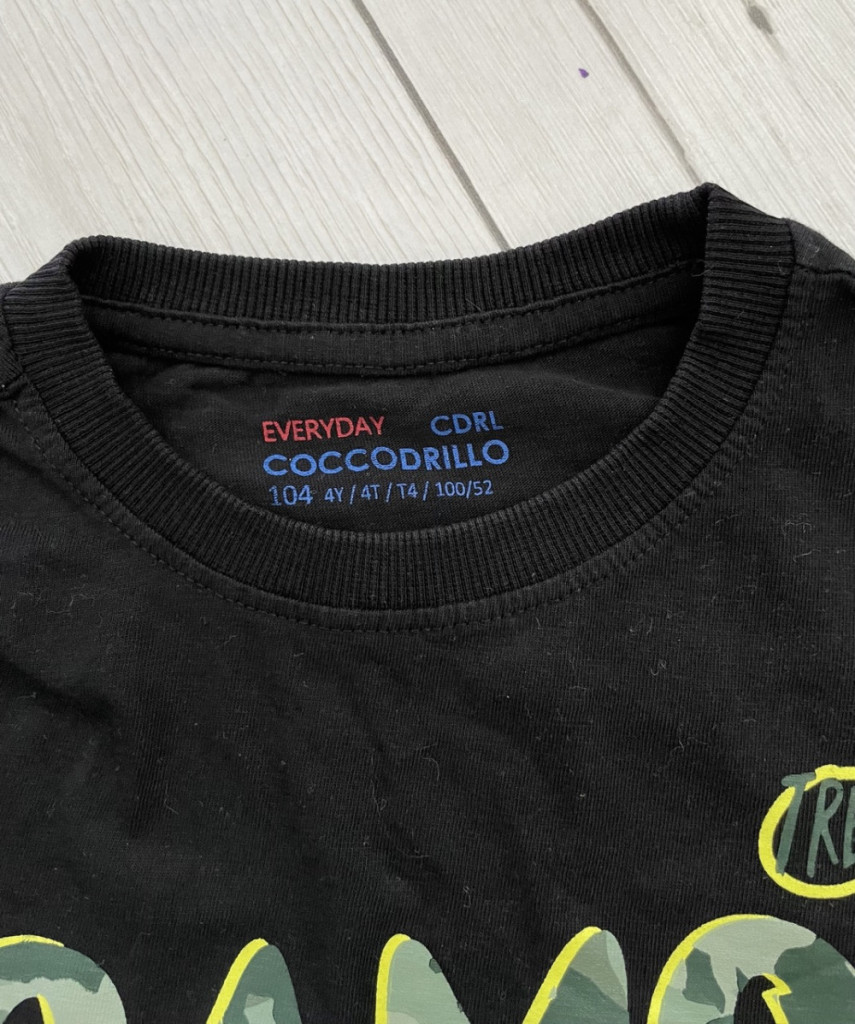 EVERYDAY CDRL
COCCODRILLO
104 4Y / 4T / T4 / 100/52